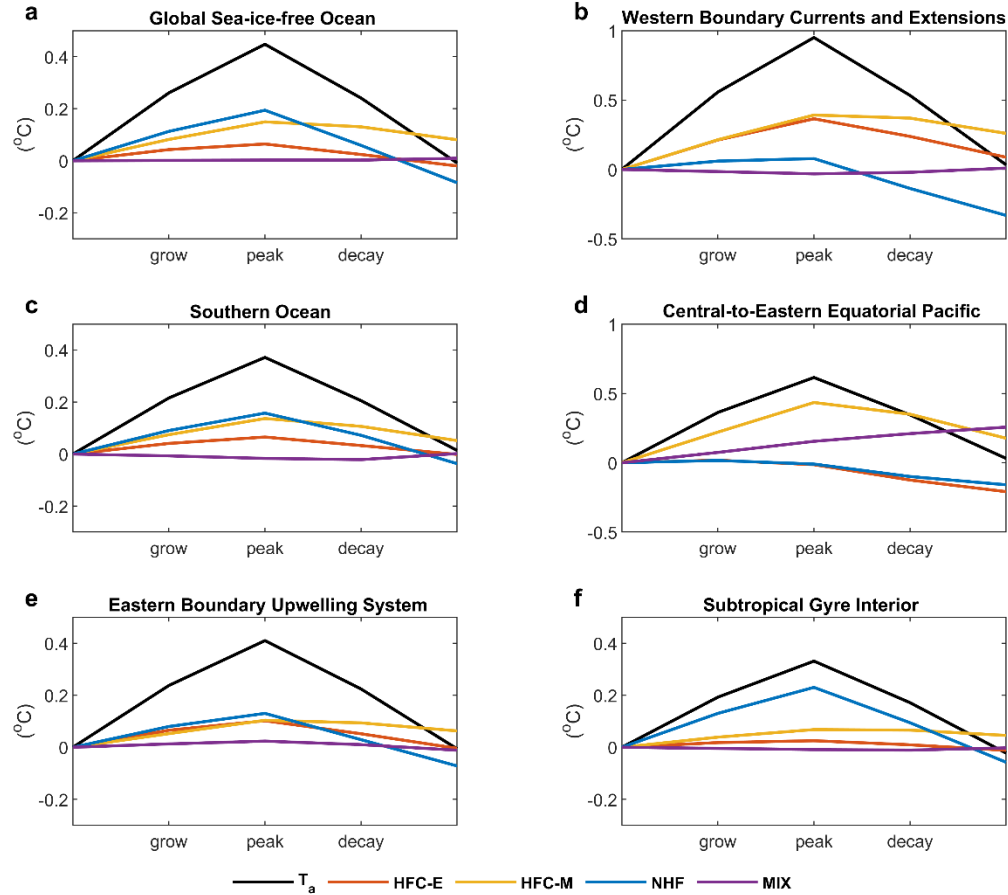 a Global Sea-ice-free Ocean
0.4
0.2
0
-0.2
(°C)
grow peak decay
b Western Boundary Currents and Extensions
1
0.5
0
-0.5
(°C)
grow peak decay
c Southern Ocean
0.4
0.2
0
-0.2
(°C)
grow peak decay
d Central-to-Eastern Equatorial Pacific
1
0.5
0
-0.5
(°C)
grow peak decay
e Eastern Boundary Upwelling System
0.4
0.2
0
-0.2
(°C)
grow peak decay
f Subtropical Gyre Interior
0.4
0.2
0
-0.2
(°C)
grow peak decay
Ta HFC-E HFC-M NHF MIX